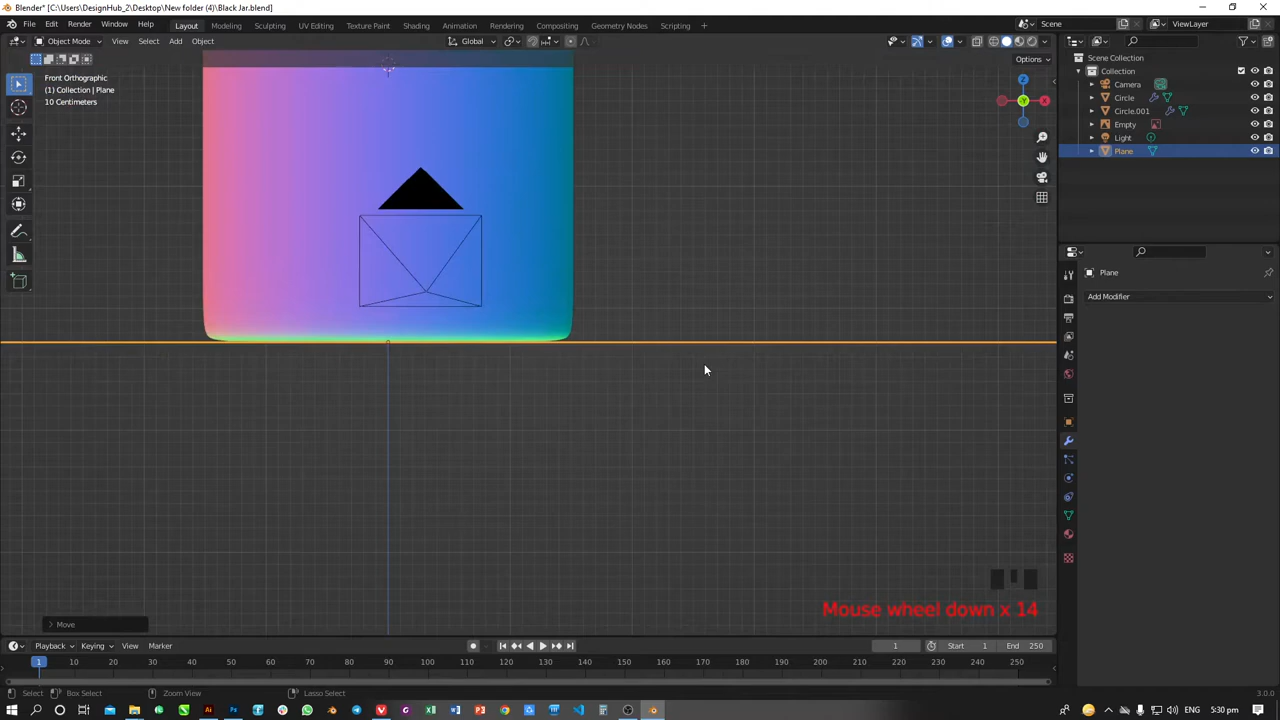 Blender* [C:\Users\DesignHub_2\Desktop\New folder (4)\Black Jar.blend]
File Edit Render Window Help Layout Modeling Sculpting UV Editing Texture Paint Shading Animation Rendering Compositing Geometry Nodes Scripting + Scene ViewLayer
Object Mode View Select Add Object Global
Options
Front Orthographic
(1) Collection | Plane
10 Centimeters
Z
Y
X
Scene Collection
Collection
Camera
Circle
Circle.001
Empty
Light
Plane
Plane
Add Modifier
Mouse wheel down x 14
Move
Playback Keying View Marker 1 Start 1 End 250
1 10 20 30 40 50 60 70 80 90 100 110 120 130 140 150 160 170 180 190 200 210 220 230 240 250
Select Box Select Zoom View Lasso Select 3.0.0
ENG 5:30 pm